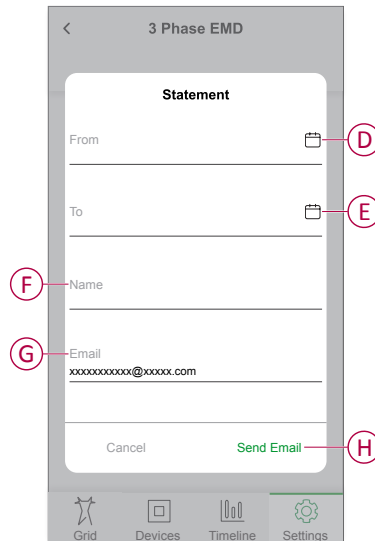 3 Phase EMD
Statement
From
D
To
E
F
Name
G
Email
xxxxxxxxxxx@xxxxx.com
Cancel
Send Email
H
Grid
Devices
Timeline
Settings